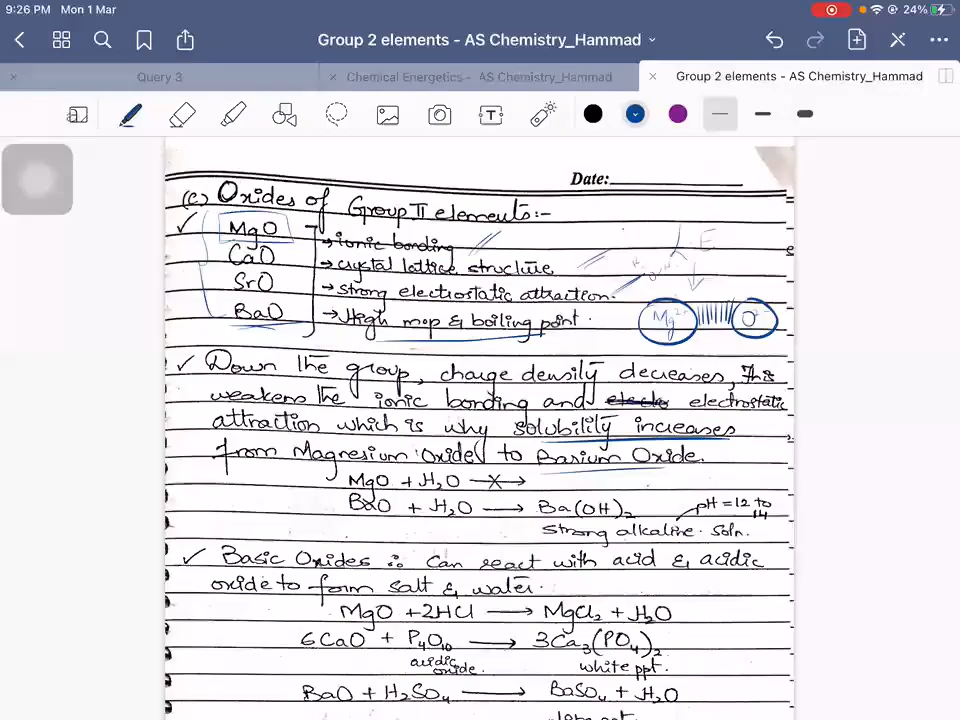 9:26 PM Mon 1 Mar
24%
Group 2 elements - AS Chemistry_Hammad
Query 3
Chemical Energetics - AS Chemistry_Hammad
Group 2 elements - AS Chemistry_Hammad
Date:
(c) Oxides of Group II elements:-
MgO → ionic bonding
CaO → crystal lattice structure
SrO → strong electrostatic attraction.
BaO → High m.p & boiling point.
L.E
Mg²⁺ O²⁻
✓ Down the group, charge density decreases, this
weakens the ionic bonding and electrostatic
attraction which is why solubility increases
from Magnesium Oxide to Barium Oxide.
MgO + H₂O ⨯→
BaO + H₂O → Ba(OH)₂ pH = 12 to 14
strong alkaline soln.
✓ Basic Oxides ∴ can react with acid & acidic
oxide to form salt & water.
MgO + 2HCl → MgCl₂ + H₂O
6CaO + P₄O₁₀ → 3Ca₃(PO₄)₂
acidic oxide. white ppt.
BaO + H₂SO₄ → BaSO₄ + H₂O